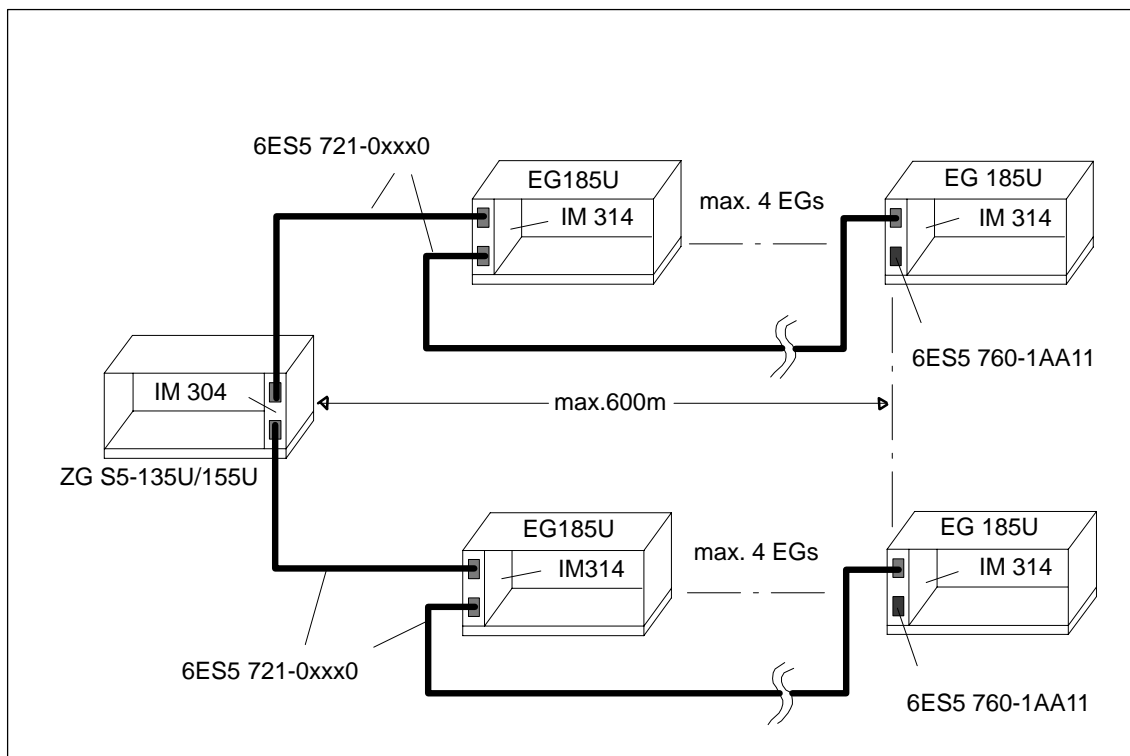 6ES5 721-0xxx0
EG185U
IM 314
max. 4 EGs
EG 185U
IM 314
6ES5 760-1AA11
IM 304
max.600m
ZG S5-135U/155U
EG185U
IM314
max. 4 EGs
EG 185U
IM 314
6ES5 721-0xxx0
6ES5 760-1AA11